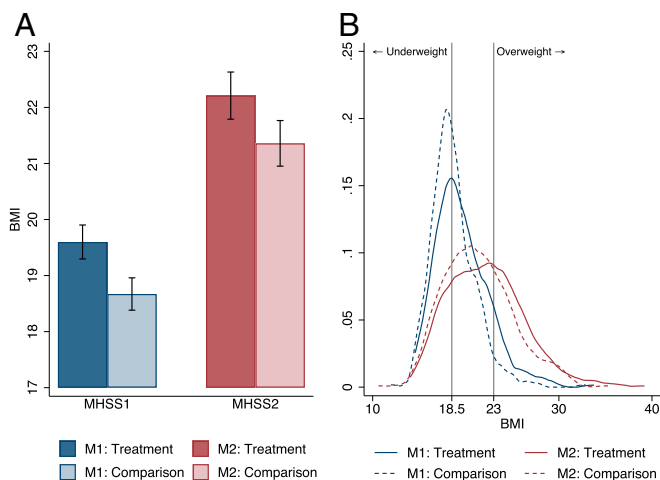 A
B
23
22
21
20
19
18
17
BMI
MHSS1 MHSS2
M1: Treatment M2: Treatment
M1: Comparison M2: Comparison
.25
.2
.15
.1
.05
0
← Underweight Overweight →
10 18.5 23 30 40
BMI
M1: Treatment M2: Treatment
M1: Comparison M2: Comparison